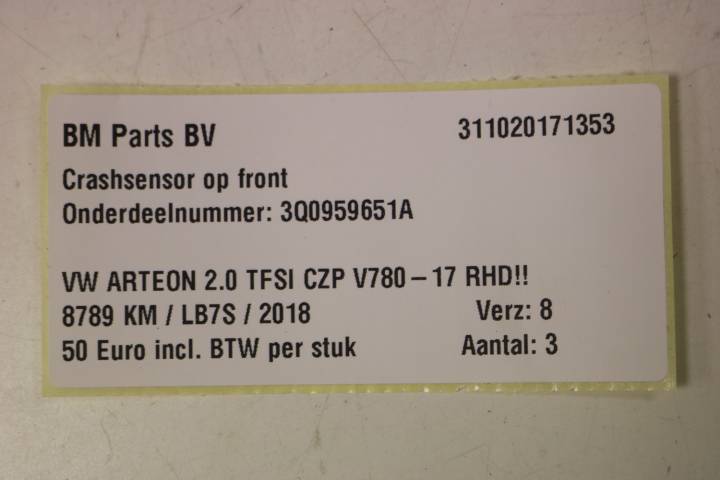 BM Parts BV 311020171353
Crashsensor op front
Onderdeelnummer: 3Q0959651A
VW ARTEON 2.0 TFSI CZP V780-17 RHD!!
8789 KM / LB7S / 2018 Verz: 8
50 Euro incl. BTW per stuk Aantal: 3